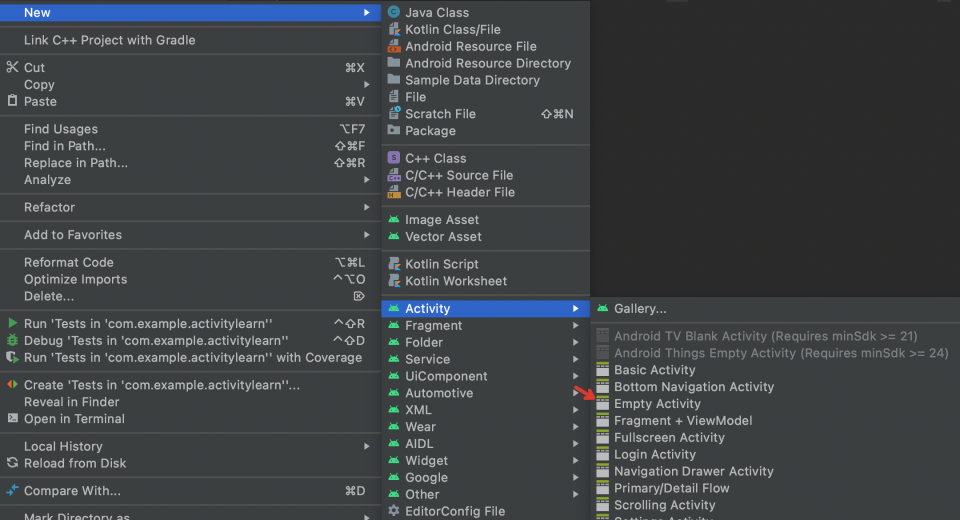 New
Link C++ Project with Gradle
Cut ⌘X
Copy
Paste ⌘V
Find Usages ⌥F7
Find in Path... ⇧⌘F
Replace in Path... ⇧⌘R
Analyze
Refactor
Add to Favorites
Reformat Code ⌥⌘L
Optimize Imports ^⌥O
Delete... ⌦
Run 'Tests in 'com.example.activitylearn'' ^⇧R
Debug 'Tests in 'com.example.activitylearn'' ^⇧D
Run 'Tests in 'com.example.activitylearn'' with Coverage
Create 'Tests in 'com.example.activitylearn''...
Reveal in Finder
Open in Terminal
Local History
Reload from Disk
Compare With... ⌘D
Mark Directory as
Java Class
Kotlin Class/File
Android Resource File
Android Resource Directory
Sample Data Directory
File
Scratch File ⇧⌘N
Package
C++ Class
C/C++ Source File
C/C++ Header File
Image Asset
Vector Asset
Kotlin Script
Kotlin Worksheet
Activity
Fragment
Folder
Service
UiComponent
Automotive
XML
Wear
AIDL
Widget
Google
Other
EditorConfig File
Gallery...
Android TV Blank Activity (Requires minSdk >= 21)
Android Things Empty Activity (Requires minSdk >= 24)
Basic Activity
Bottom Navigation Activity
Empty Activity
Fragment + ViewModel
Fullscreen Activity
Login Activity
Navigation Drawer Activity
Primary/Detail Flow
Scrolling Activity
Settings Activity